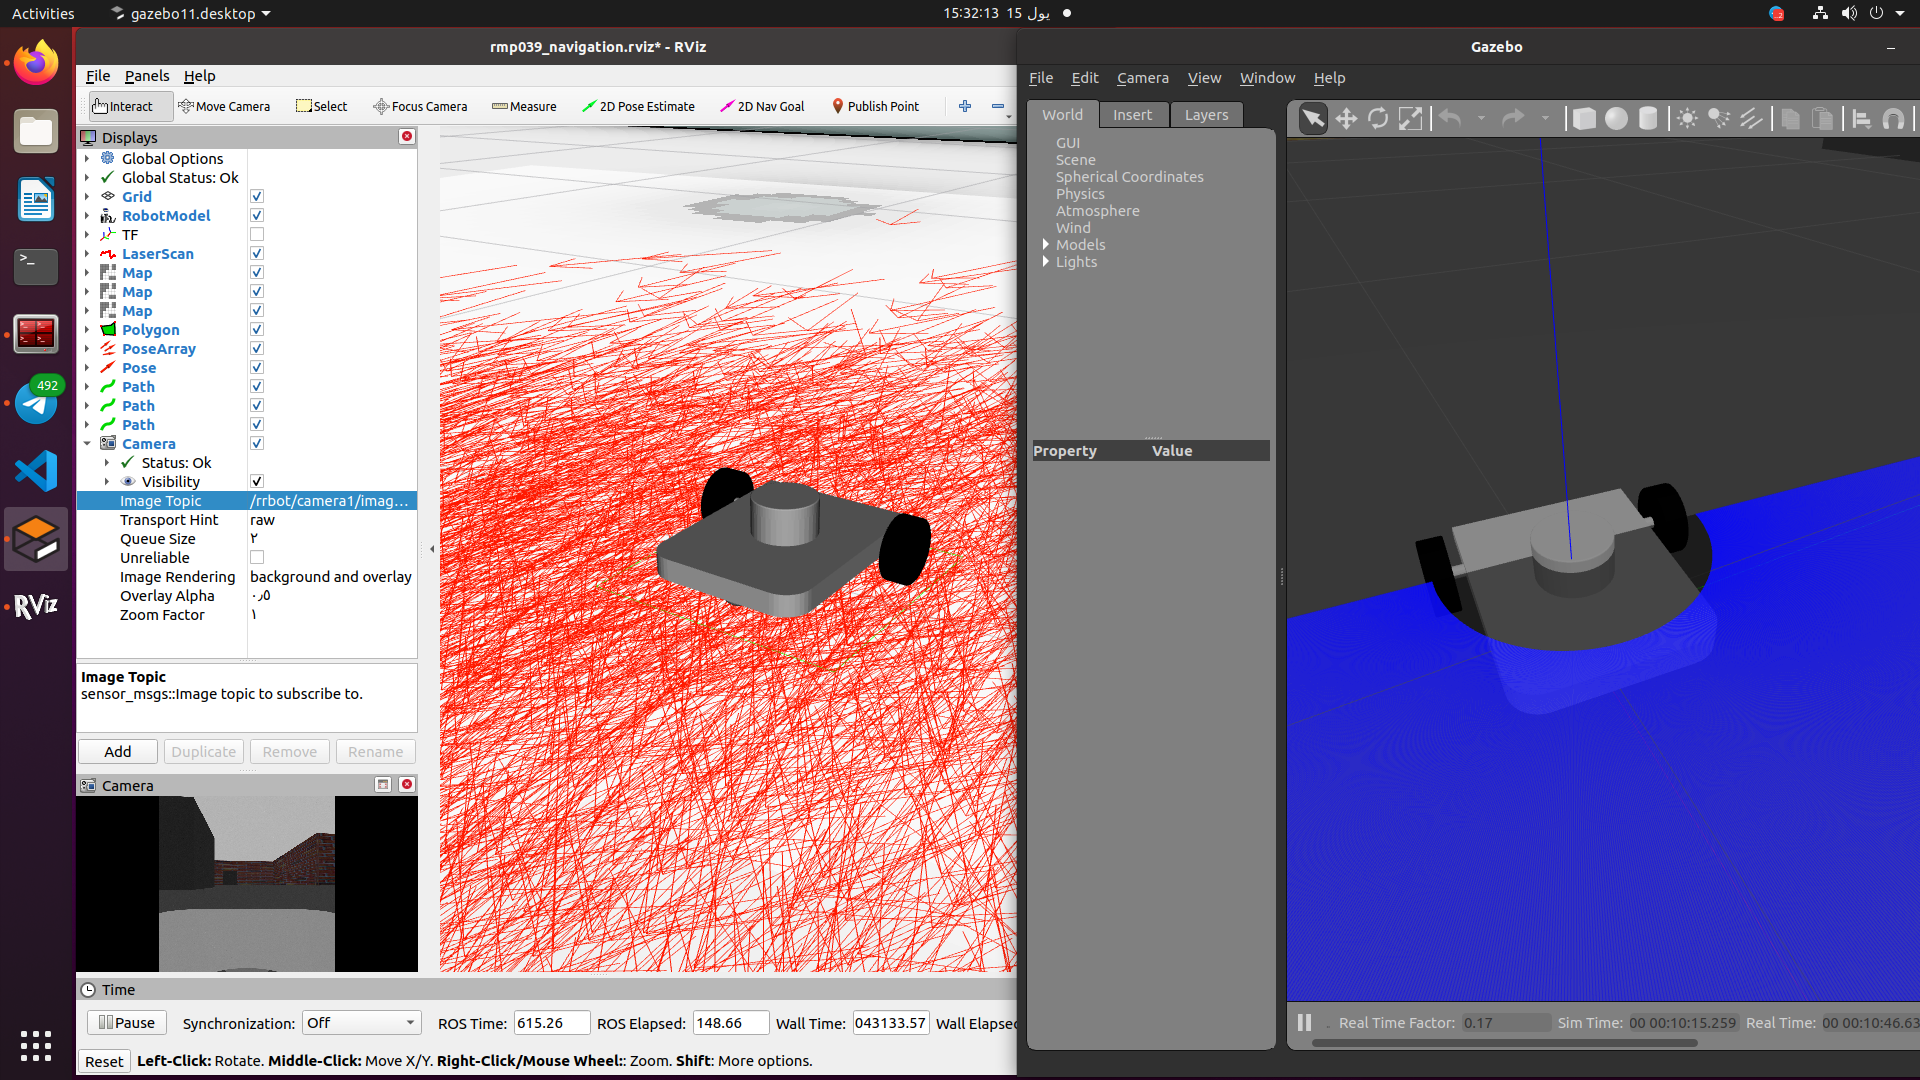 Activities
gazebo11.desktop
15:32:13 15 يول
rmp039_navigation.rviz* - RViz
File Panels Help
Interact Move Camera Select Focus Camera Measure 2D Pose Estimate 2D Nav Goal Publish Point
Displays
Global Options
Global Status: Ok
Grid
RobotModel
TF
LaserScan
Map
Map
Map
Polygon
PoseArray
Pose
Path
Path
Path
Camera
Status: Ok
Visibility
Image Topic /rrbot/camera1/imag…
Transport Hint raw
Queue Size ٢
Unreliable
Image Rendering background and overlay
Overlay Alpha ٠٫٥
Zoom Factor ١
Image Topic
sensor_msgs::Image topic to subscribe to.
Add Duplicate Remove Rename
Camera
Time
Pause Synchronization: Off ROS Time: 615.26 ROS Elapsed: 148.66 Wall Time: 043133.57 Wall Elapsed
Reset Left-Click: Rotate. Middle-Click: Move X/Y. Right-Click/Mouse Wheel:: Zoom. Shift: More options.
492
RViz
Gazebo
File Edit Camera View Window Help
World Insert Layers
GUI
Scene
Spherical Coordinates
Physics
Atmosphere
Wind
Models
Lights
Property Value
Real Time Factor: 0.17 Sim Time: 00 00:10:15.259 Real Time: 00 00:10:46.63